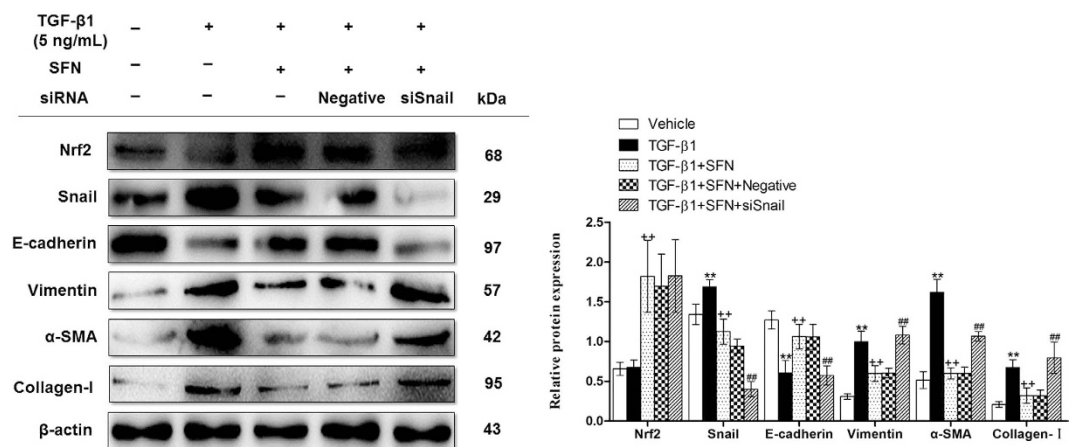 TGF-β1 – + + + +
(5 ng/mL)
SFN – – + + +
siRNA – – – Negative siSnail kDa
Nrf2 68
Snail 29
E-cadherin 97
Vimentin 57
α-SMA 42
Collagen-I 95
β-actin 43
Vehicle
TGF-β1
TGF-β1+SFN
TGF-β1+SFN+Negative
TGF-β1+SFN+siSnail
Relative protein expression
2.5
2.0
1.5
1.0
0.5
0.0
++
** ++ ##
** ++ ##
** ++ ##
** ++ ##
** ++ ##
Nrf2 Snail E-cadherin Vimentin α-SMA Collagen- I